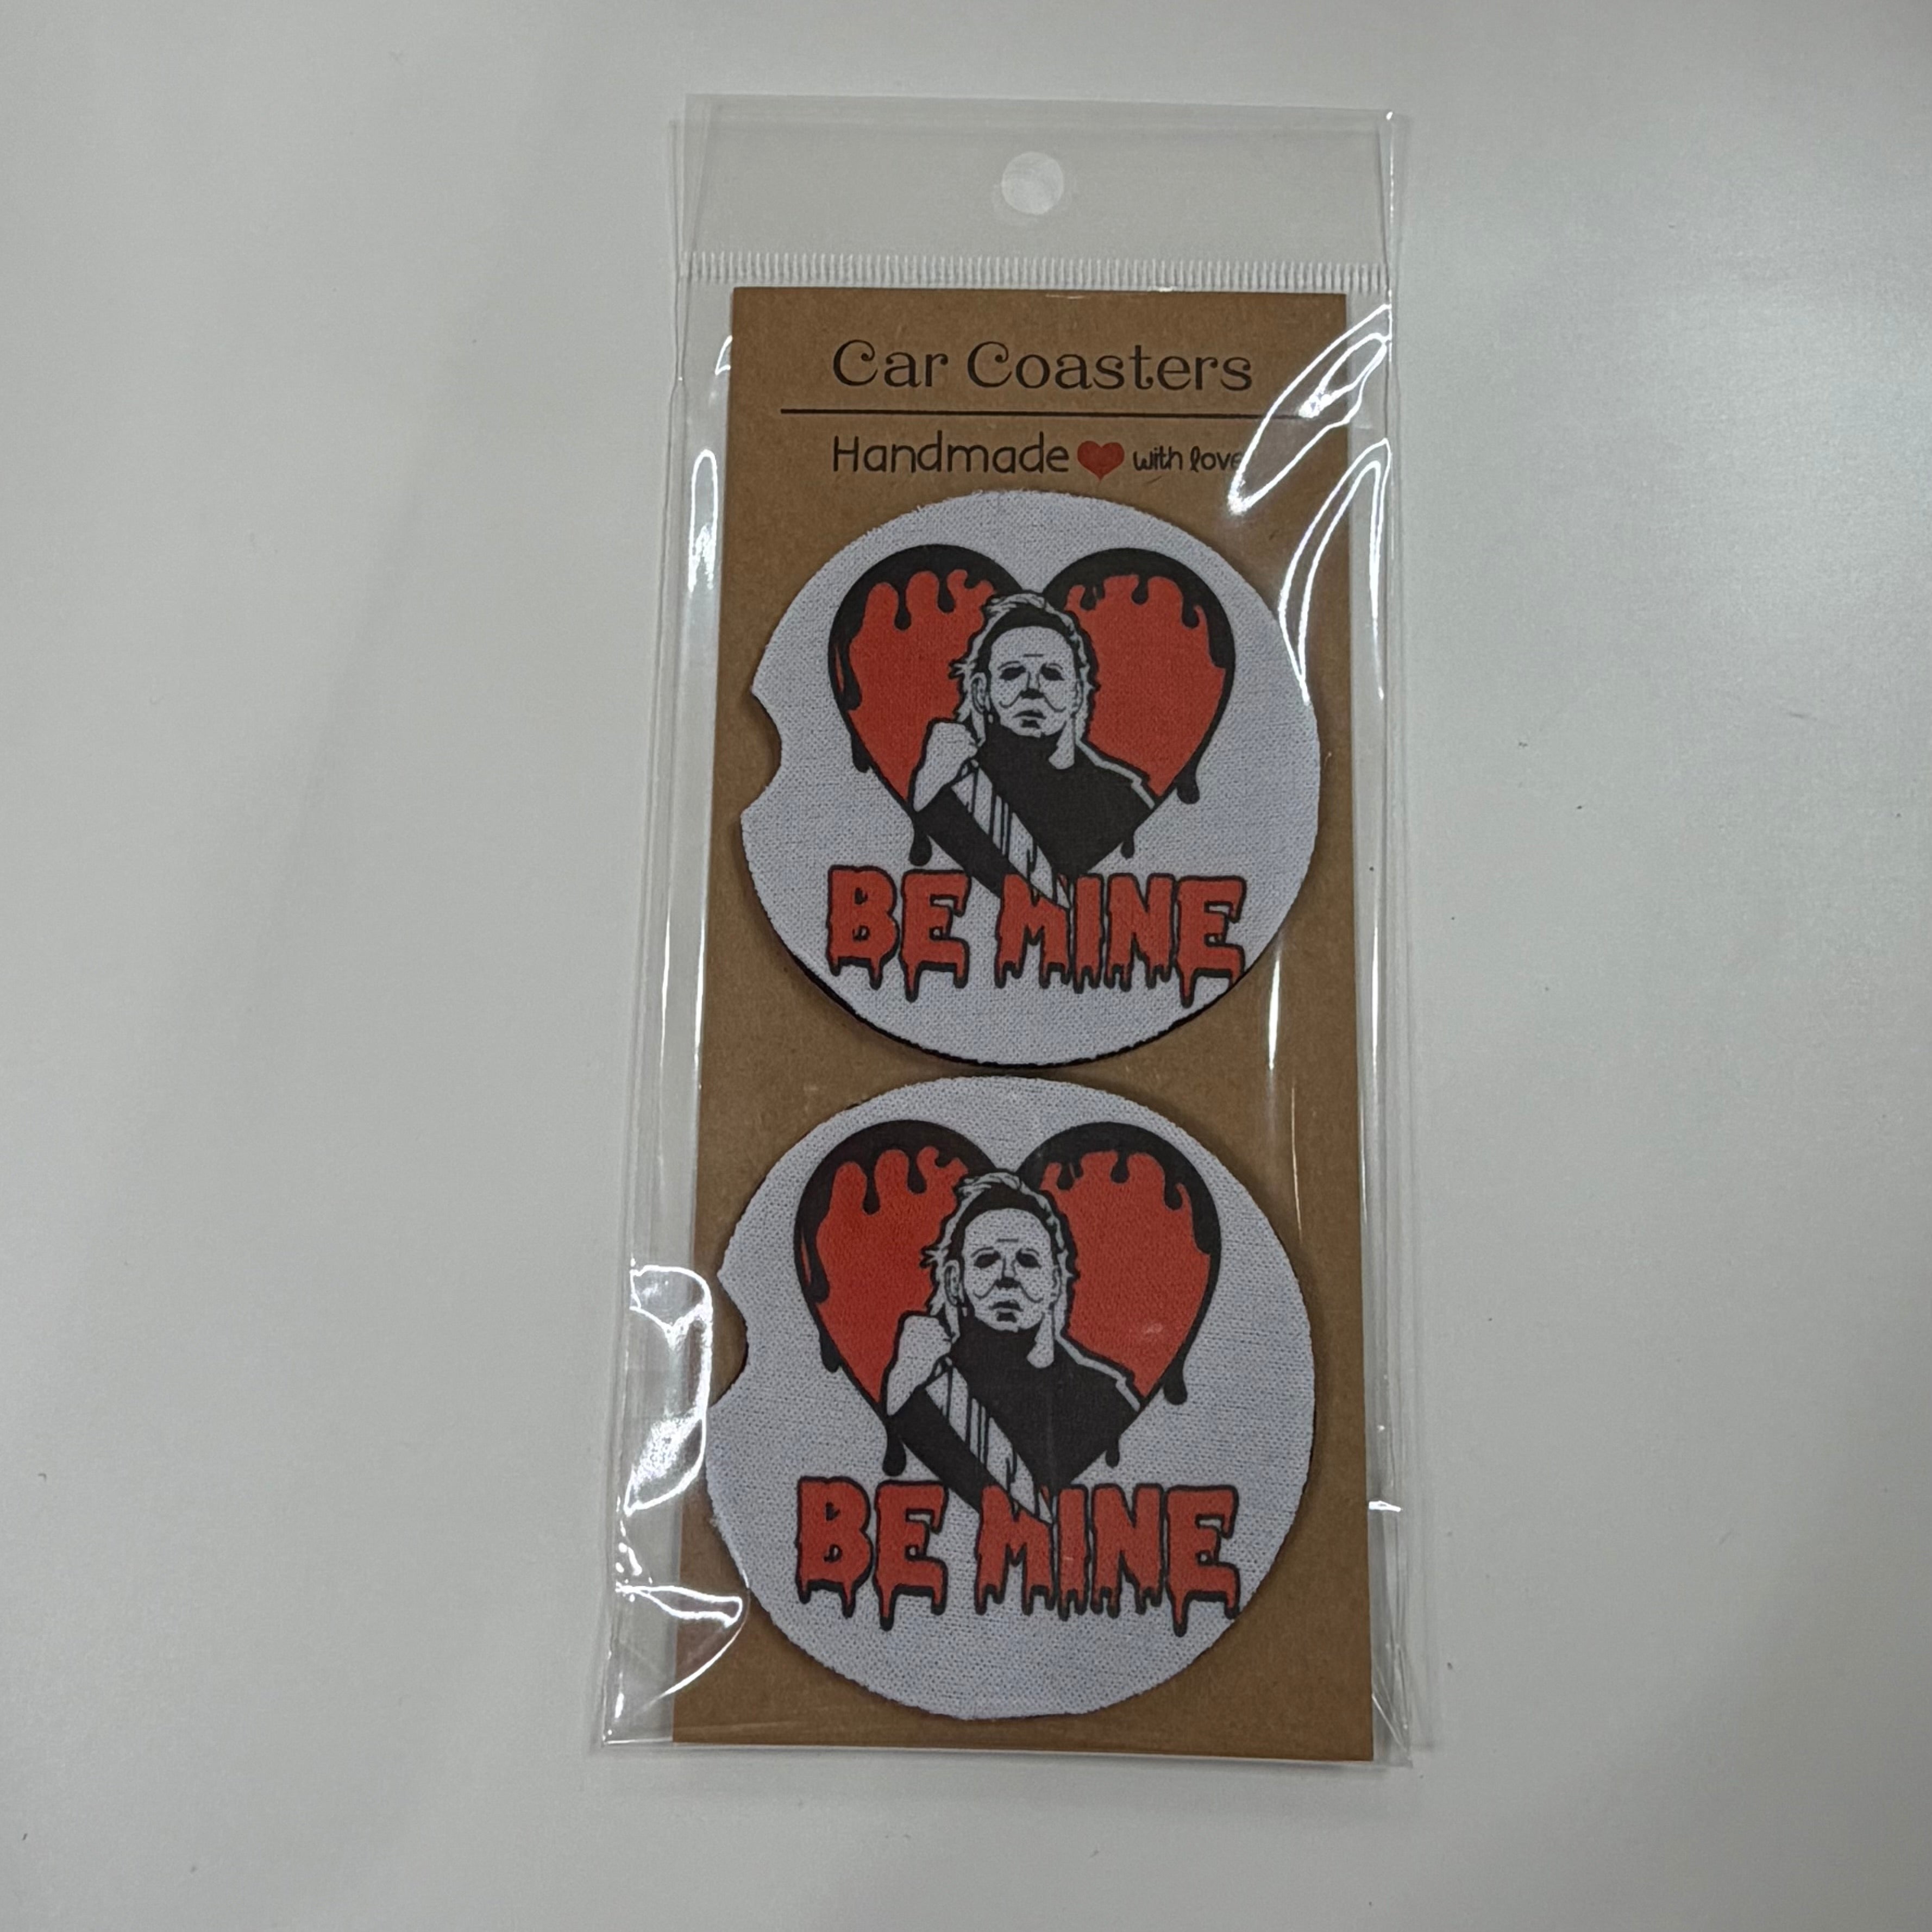 Car Coasters
Handmade with love
BE MINE
BE MINE